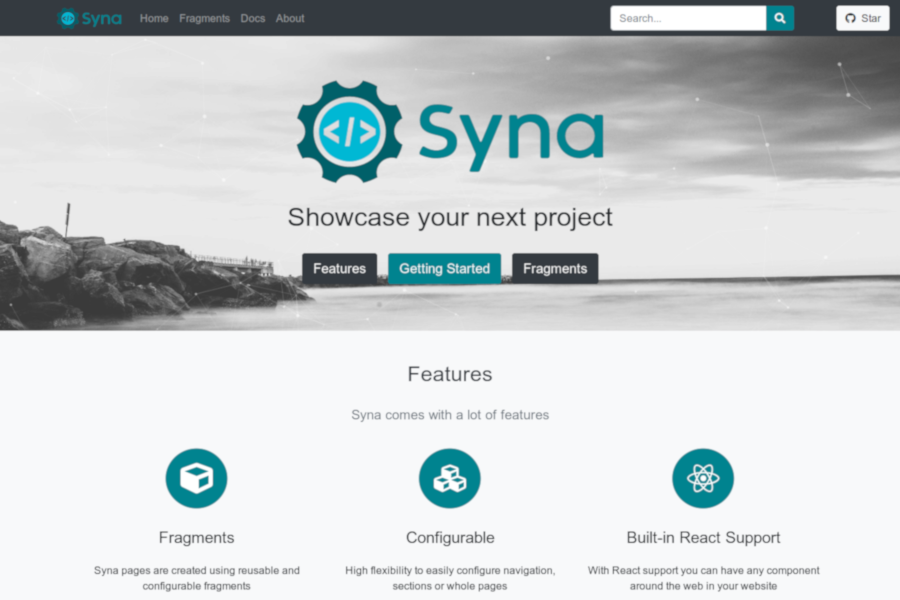 Syna Home Fragments Docs About Search... Star
</> Syna
Showcase your next project
Features Getting Started Fragments
Features
Syna comes with a lot of features
Fragments Configurable Built-in React Support
Syna pages are created using reusable and High flexibility to easily configure navigation, With React support you can have any component
configurable fragments sections or whole pages around the web in your website